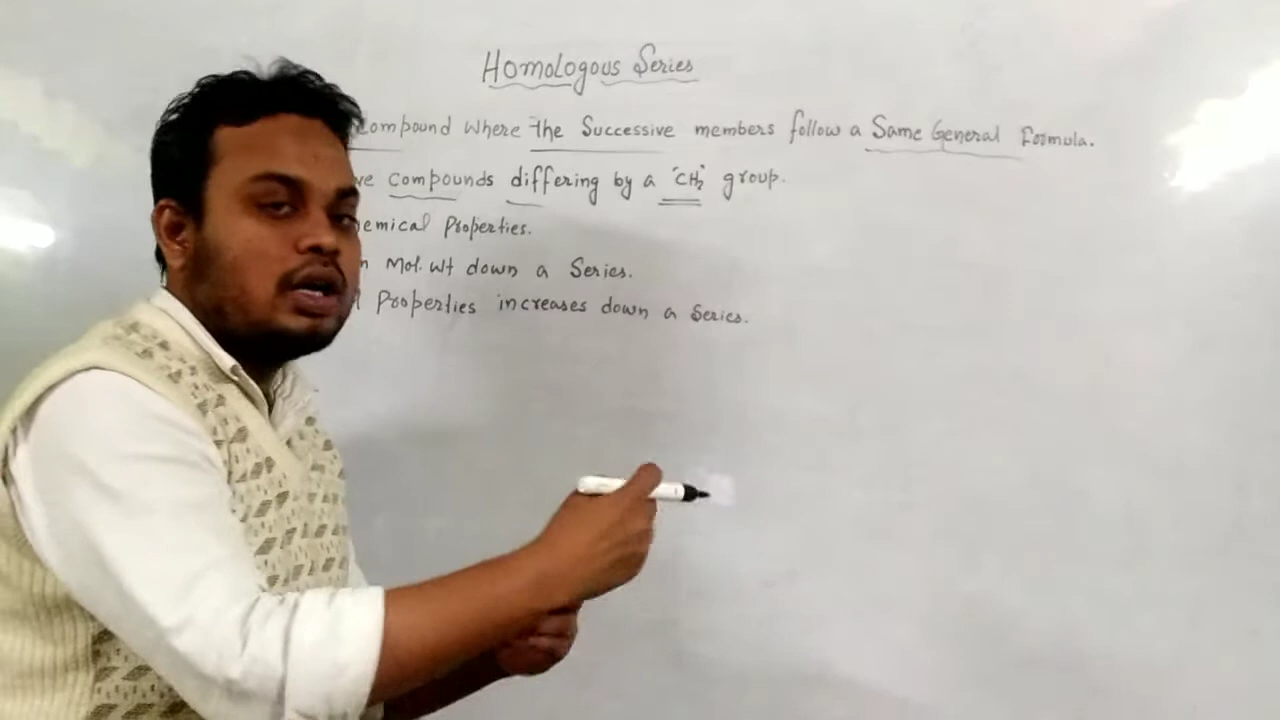 Homologous Series
Compound where the Successive members follow a Same General Formula.
ve compounds differing by a "CH₂" group.
emical Properties.
n Mol. wt down a Series.
l Properties increases down a Series.